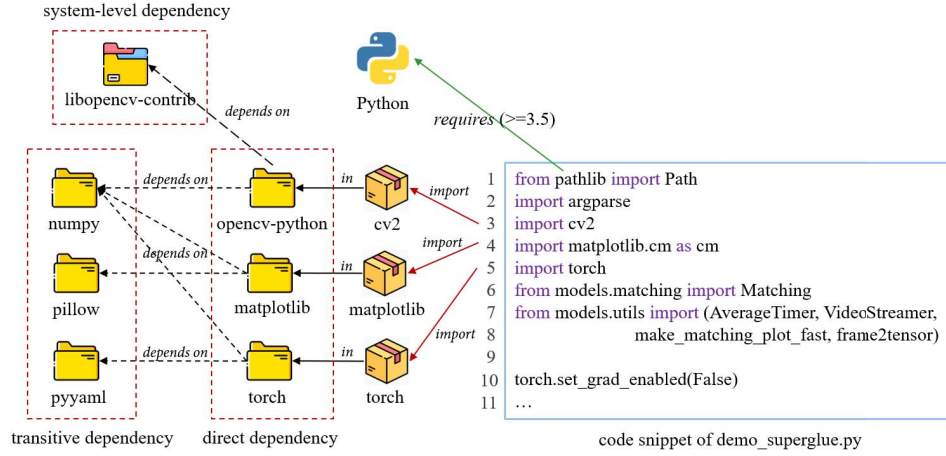 system-level dependency
libopencv-contrib
depends on
Python
requires (>=3.5)
numpy
depends on
opencv-python
in
cv2
import
pillow
depends on
matplotlib
in
matplotlib
import
pyyaml
depends on
torch
in
torch
import
transitive dependency
direct dependency
1 from pathlib import Path
2 import argparse
3 import cv2
4 import matplotlib.cm as cm
5 import torch
6 from models.matching import Matching
7 from models.utils import (AverageTimer, VideoStreamer,
8 make_matching_plot_fast, frame2tensor)
9
10 torch.set_grad_enabled(False)
11 …
code snippet of demo_superglue.py